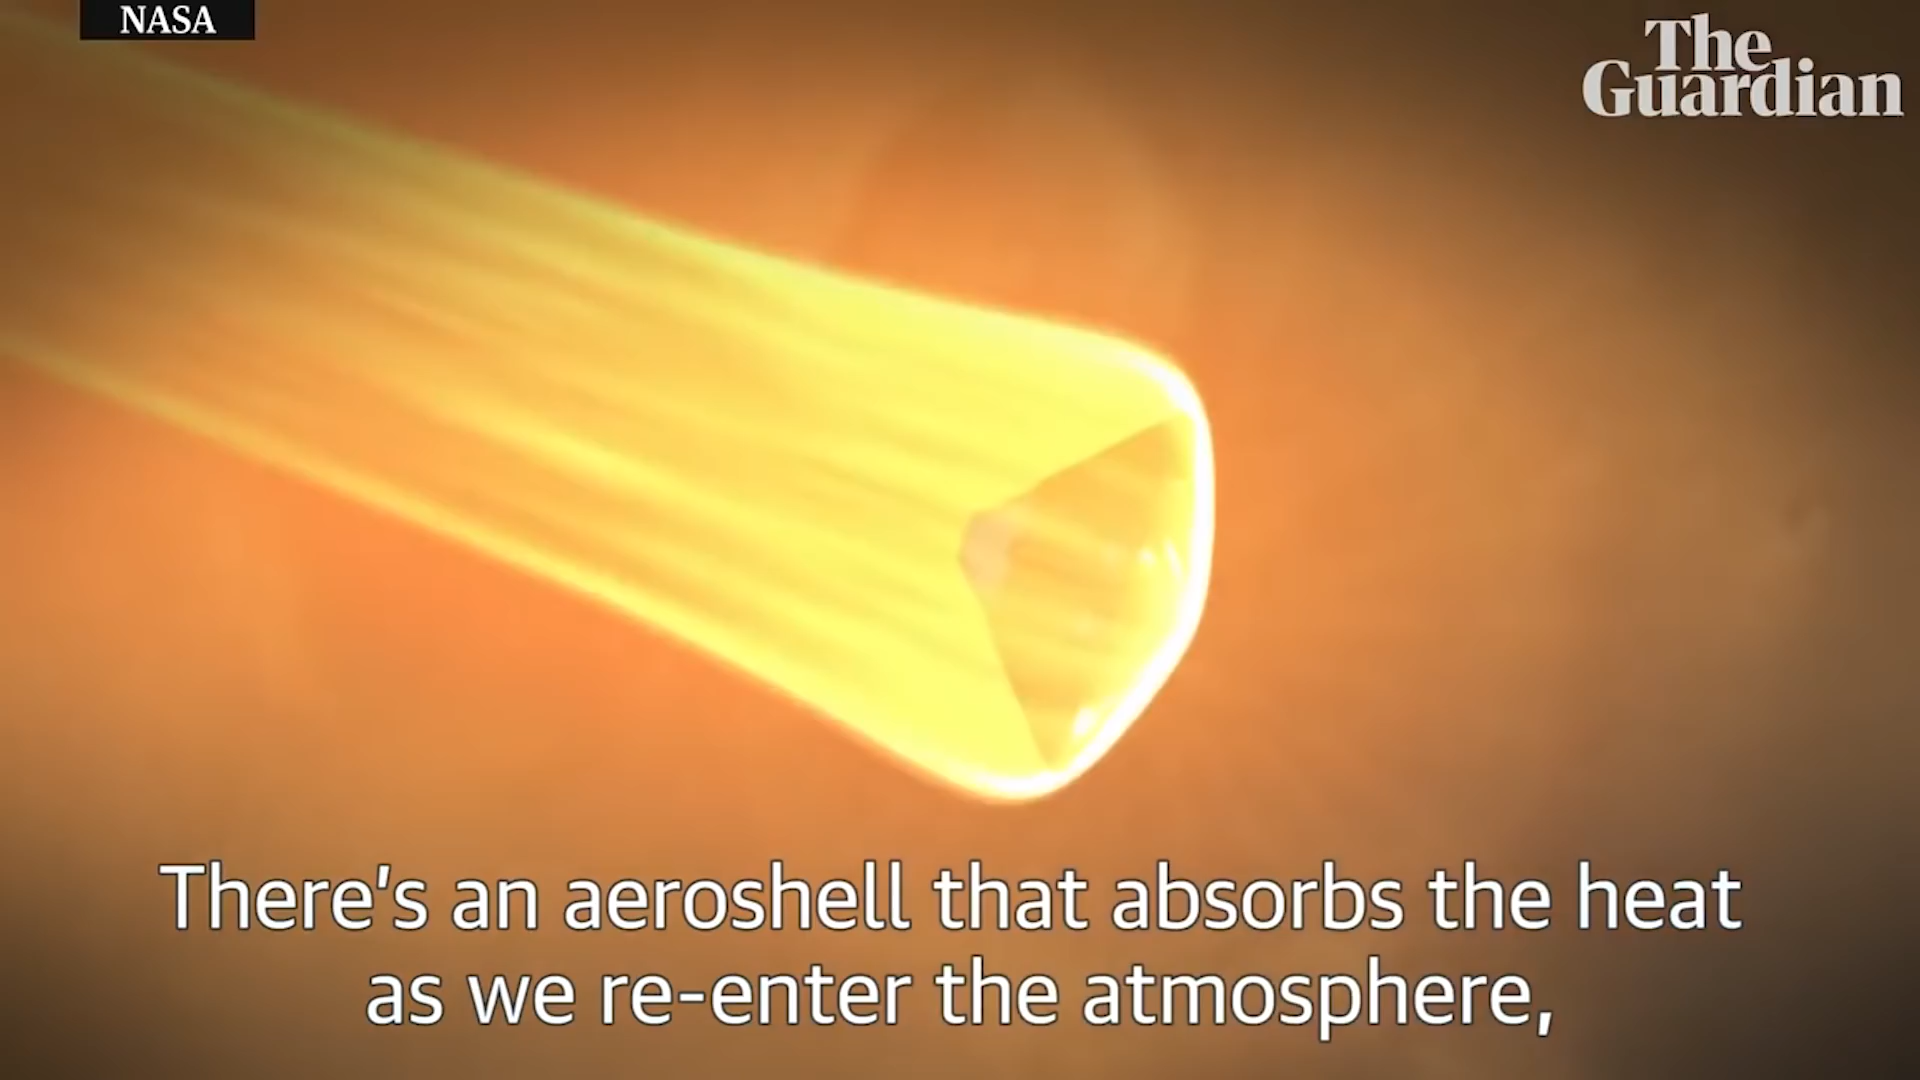 NASA
The
Guardian
There's an aeroshell that absorbs the heat
as we re-enter the atmosphere,